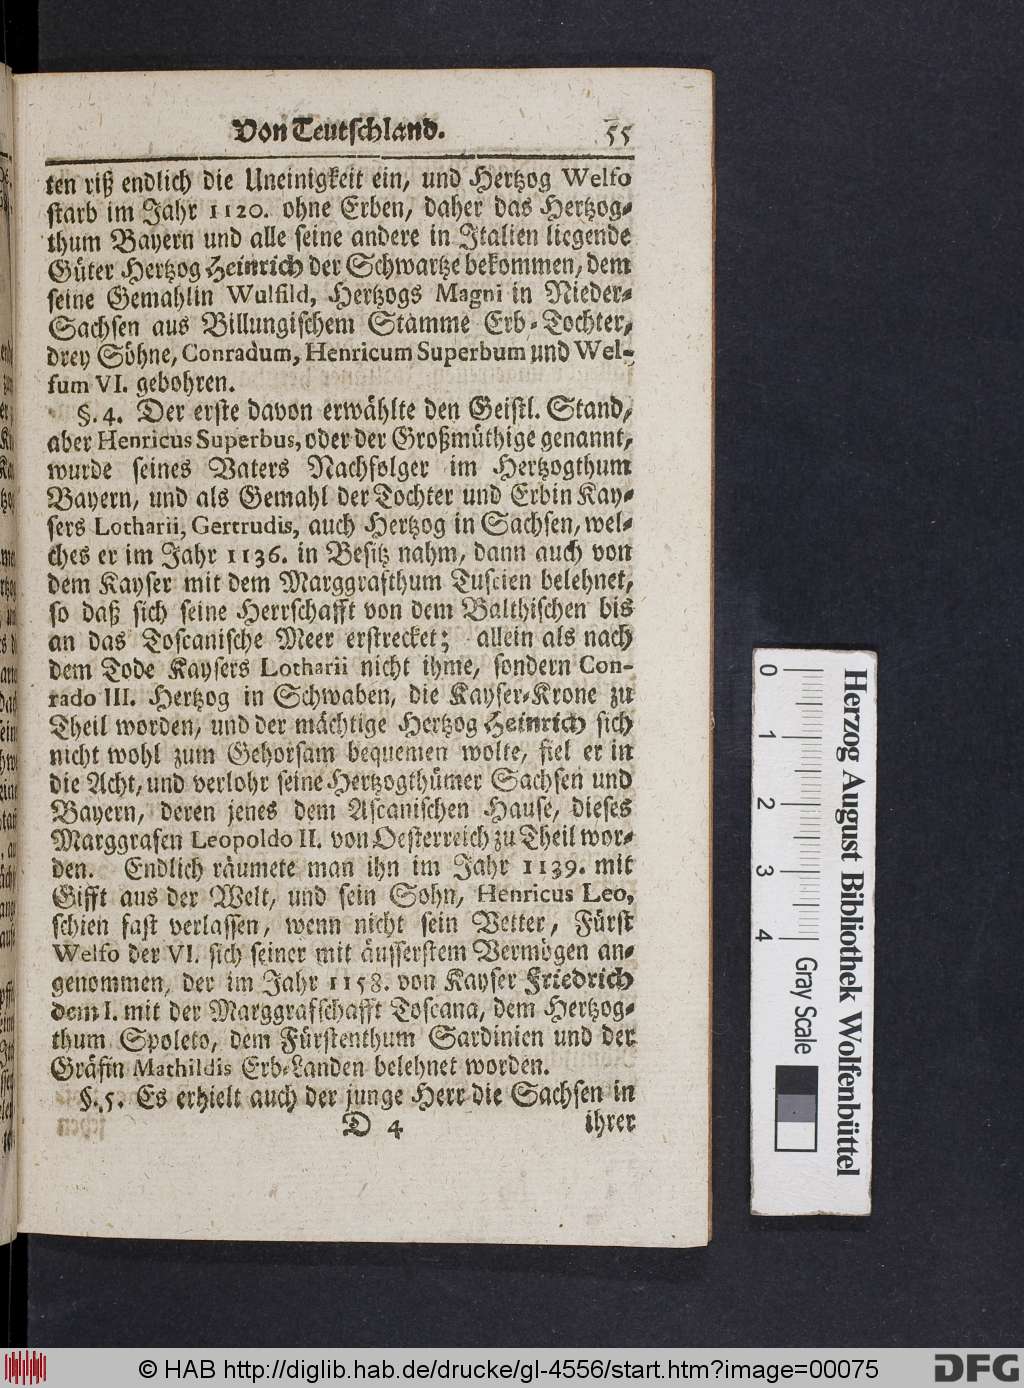 Von Teutschland. 55
ten riß endlich die Uneinigkeit ein, und Hertzog Welfo
starb im Jahr 1120. ohne Erben, daher das Hertzog-
thum Bayern und alle seine andere in Italien liegende
Güter Hertzog Heinrich der Schwartze bekommen, dem
seine Gemahlin Wulfild, Hertzogs Magni in Nieder-
Sachsen aus Billungischem Stamme Erb-Tochter,
drey Söhne, Conradum, Henricum Superbum und Wel-
fum VI. gebohren.
§. 4. Der erste davon erwählte den Geistl. Stand,
aber Henricus Superbus, oder der Großmüthige genannt,
wurde seines Vaters Nachfolger im Hertzogthum
Bayern, und als Gemahl der Tochter und Erbin Kay-
sers Lotharii, Gertrudis, auch Hertzog in Sachsen, wel-
ches er im Jahr 1136. in Besitz nahm, dann auch von
dem Kayser mit dem Marggrafthum Tuscien belehnet,
so daß sich seine Herrschafft von dem Balthischen bis
an das Toscanische Meer erstrecket; allein als nach
dem Tode Kaysers Lotharii nicht ihme, sondern Con-
rado III. Hertzog in Schwaben, die Kayser-Krone zu
Theil worden, und der mächtige Hertzog Heinrich sich
nicht wohl zum Gehorsam bequemen wolte, fiel er in
die Acht, und verlohr seine Hertzogthümer Sachsen und
Bayern, deren jenes dem Ascanischen Hause, dieses
Marggrafen Leopoldo II. von Oesterreich zu Theil wor-
den. Endlich räumete man ihn im Jahr 1139. mit
Gifft aus der Welt, und sein Sohn, Henricus Leo,
schien fast verlassen, wenn nicht sein Vetter, Fürst
Welfo der VI. sich seiner mit äusserstem Vermögen an-
genommen, der im Jahr 1158. von Kayser Friedrich
dem I. mit der Marggrafschafft Toscana, dem Hertzog-
thum Spoleto, dem Fürstenthum Sardinien und der
Gräfin Mathildis Erb-Landen belehnet worden.
§. 5. Es erhielt auch der junge Herr die Sachsen in
D 4 ihrer
0 1 2 3 4
Gray Scale
Herzog August Bibliothek Wolfenbüttel
© HAB http://diglib.hab.de/drucke/gl-4556/start.htm?image=00075
DFG